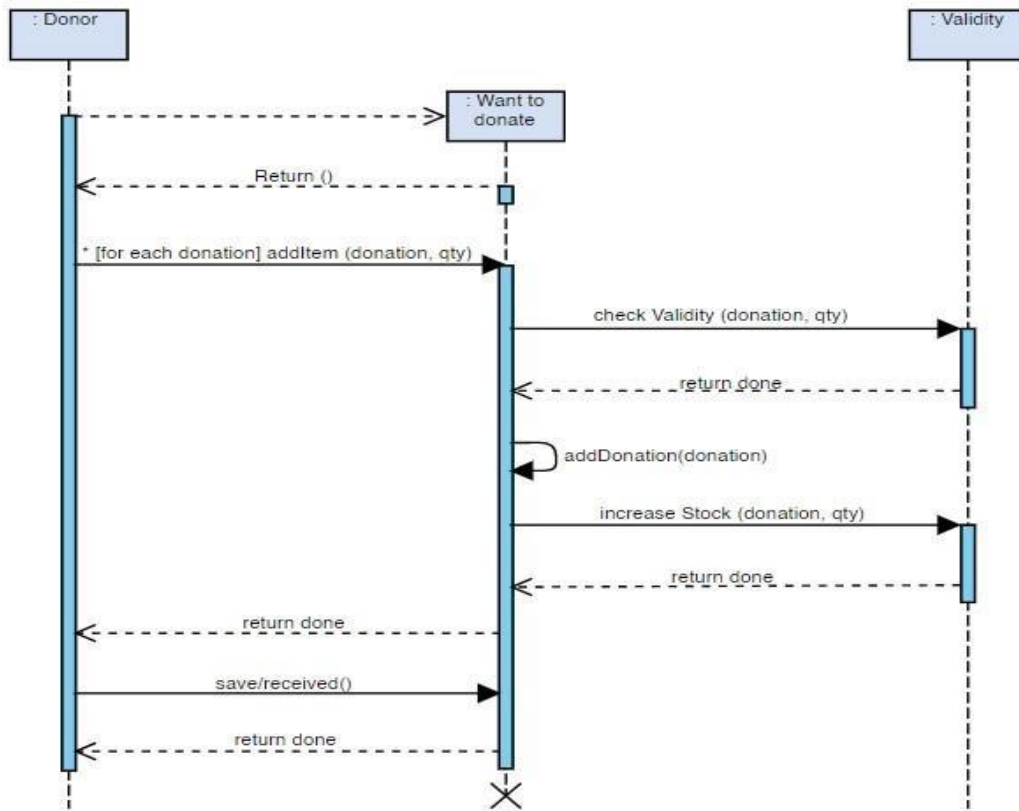 : Donor
: Validity
: Want to
donate
Return ()
* [for each donation] addItem (donation, qty)
check Validity (donation, qty)
return done
addDonation(donation)
increase Stock (donation, qty)
return done
return done
save/received()
return done